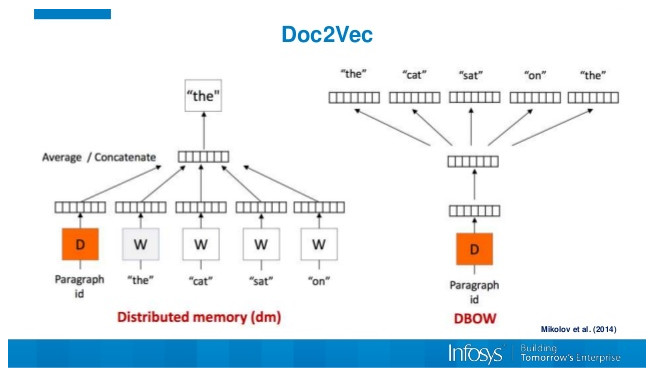 Doc2Vec
“the”
Average / Concatenate
D
W
W
W
W
Paragraph
id
“the”
“cat”
“sat”
“on”
Distributed memory (dm)
“the”
“cat”
“sat”
“on”
“the”
D
Paragraph
id
DBOW
Mikolov et al. (2014)
Infosys
Building
Tomorrow's Enterprise